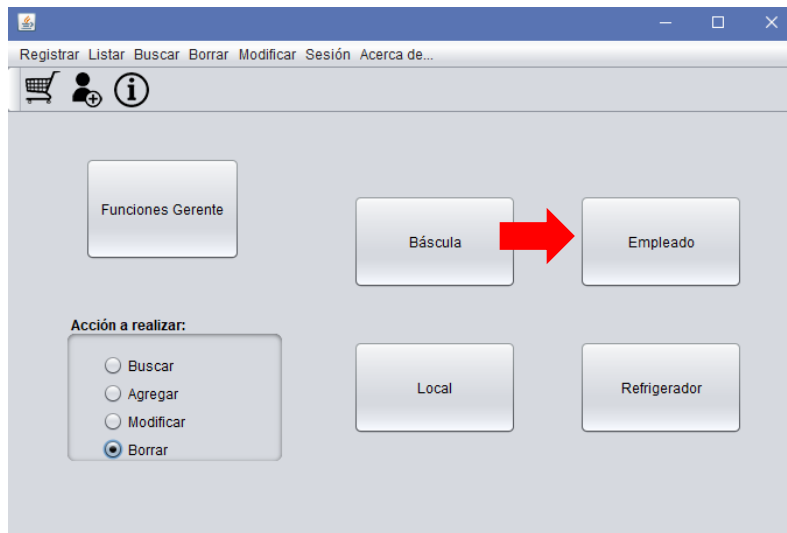 Registrar Listar Buscar Borrar Modificar Sesión Acerca de...
Funciones Gerente
Báscula
Empleado
Acción a realizar:
Buscar
Agregar
Modificar
Borrar
Local
Refrigerador